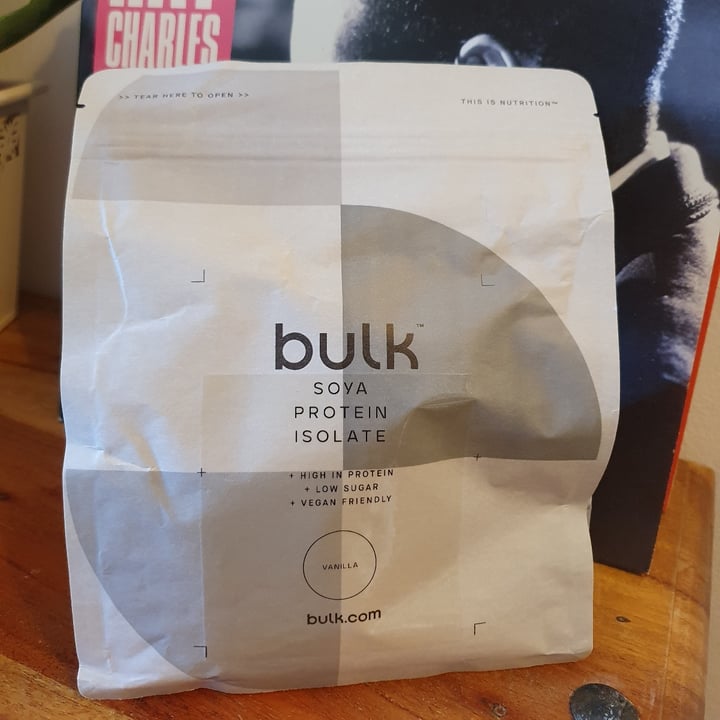 CHARLES
>> TEAR HERE TO OPEN >>
THIS IS NUTRITION™
bulk™
SOYA
PROTEIN
ISOLATE
+ HIGH IN PROTEIN
+ LOW SUGAR
+ VEGAN FRIENDLY
VANILLA
bulk.com